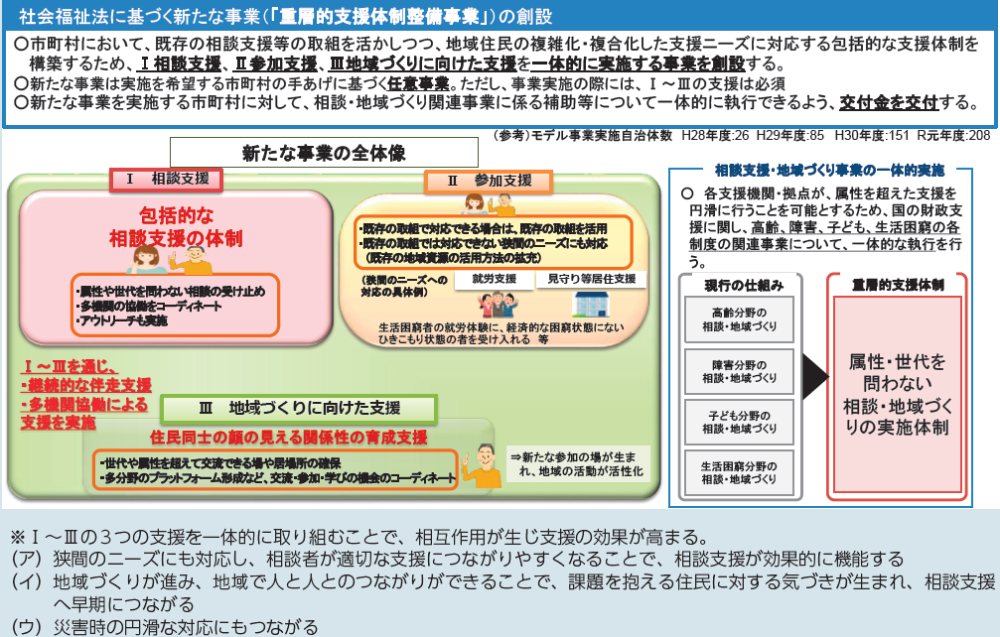 社会福祉法に基づく新たな事業(「重層的支援体制整備事業」)の創設
〇市町村において、既存の相談支援等の取組を活かしつつ、地域住民の複雑化・複合化した支援ニーズに対応する包括的な支援体制を
構築するため、Ⅰ相談支援、Ⅱ参加支援、Ⅲ地域づくりに向けた支援を一体的に実施する事業を創設する。
〇新たな事業は実施を希望する市町村の手あげに基づく任意事業。ただし、事業実施の際には、Ⅰ～Ⅲの支援は必須
〇新たな事業を実施する市町村に対して、相談・地域づくり関連事業に係る補助等について一体的に執行できるよう、交付金を交付する。
(参考)モデル事業実施自治体数 H28年度:26 H29年度:85 H30年度:151 R元年度:208
新たな事業の全体像
Ⅰ 相談支援
包括的な
相談支援の体制
・属性や世代を問わない相談の受け止め
・多機関の協働をコーディネート
・アウトリーチも実施
Ⅱ 参加支援
・既存の取組で対応できる場合は、既存の取組を活用
・既存の取組では対応できない狭間のニーズにも対応
(既存の地域資源の活用方法の拡充)
(狭間のニーズへの
対応の具体例)
就労支援
見守り等居住支援
生活困窮者の就労体験に、経済的な困窮状態にない
ひきこもり状態の者を受け入れる 等
Ⅰ～Ⅲを通じ、
・継続的な伴走支援
・多機関協働による
支援を実施
Ⅲ 地域づくりに向けた支援
住民同士の顔の見える関係性の育成支援
・世代や属性を超えて交流できる場や居場所の確保
・多分野のプラットフォーム形成など、交流・参加・学びの機会のコーディネート
⇒新たな参加の場が生ま
れ、地域の活動が活性化
相談支援・地域づくり事業の一体的実施
〇 各支援機関・拠点が、属性を超えた支援を
円滑に行うことを可能とするため、国の財政支
援に関し、高齢、障害、子ども、生活困窮の各
制度の関連事業について、一体的な執行を行
う。
現行の仕組み
高齢分野の
相談・地域づくり
障害分野の
相談・地域づくり
子ども分野の
相談・地域づくり
生活困窮分野の
相談・地域づくり
重層的支援体制
属性・世代を
問わない
相談・地域づく
りの実施体制
※Ⅰ～Ⅲの３つの支援を一体的に取り組むことで、相互作用が生じ支援の効果が高まる。
(ア) 狭間のニーズにも対応し、相談者が適切な支援につながりやすくなることで、相談支援が効果的に機能する
(イ) 地域づくりが進み、地域で人と人とのつながりができることで、課題を抱える住民に対する気づきが生まれ、相談支援
へ早期につながる
(ウ) 災害時の円滑な対応にもつながる